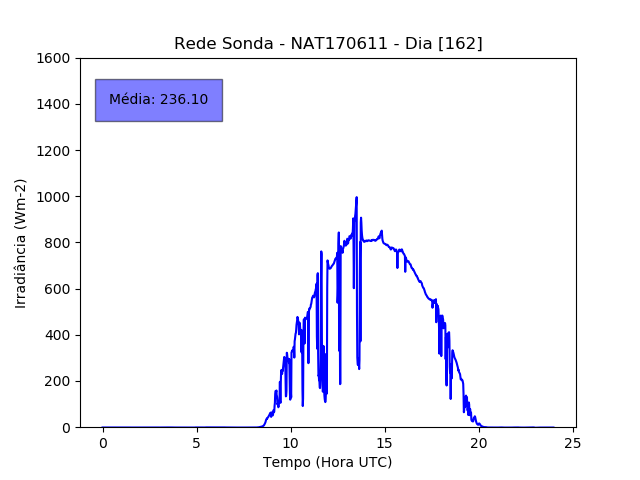 Rede Sonda - NAT170611 - Dia [162]
1600
1400
1200
1000
800
600
400
200
0
Irradiância (Wm-2)
Média: 236.10
0 5 10 15 20 25
Tempo (Hora UTC)